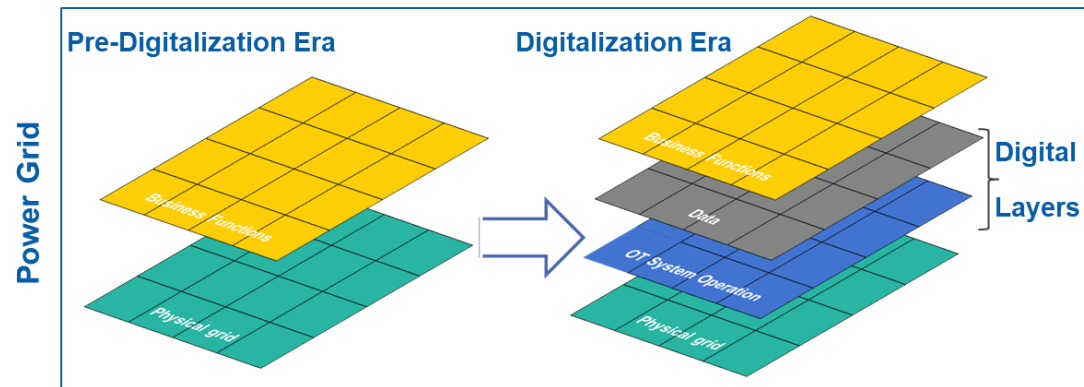 Power Grid
Pre-Digitalization Era
Business Functions
Physical grid
Digitalization Era
Business Functions
Data
OT System Operation
Physical grid
Digital
Layers